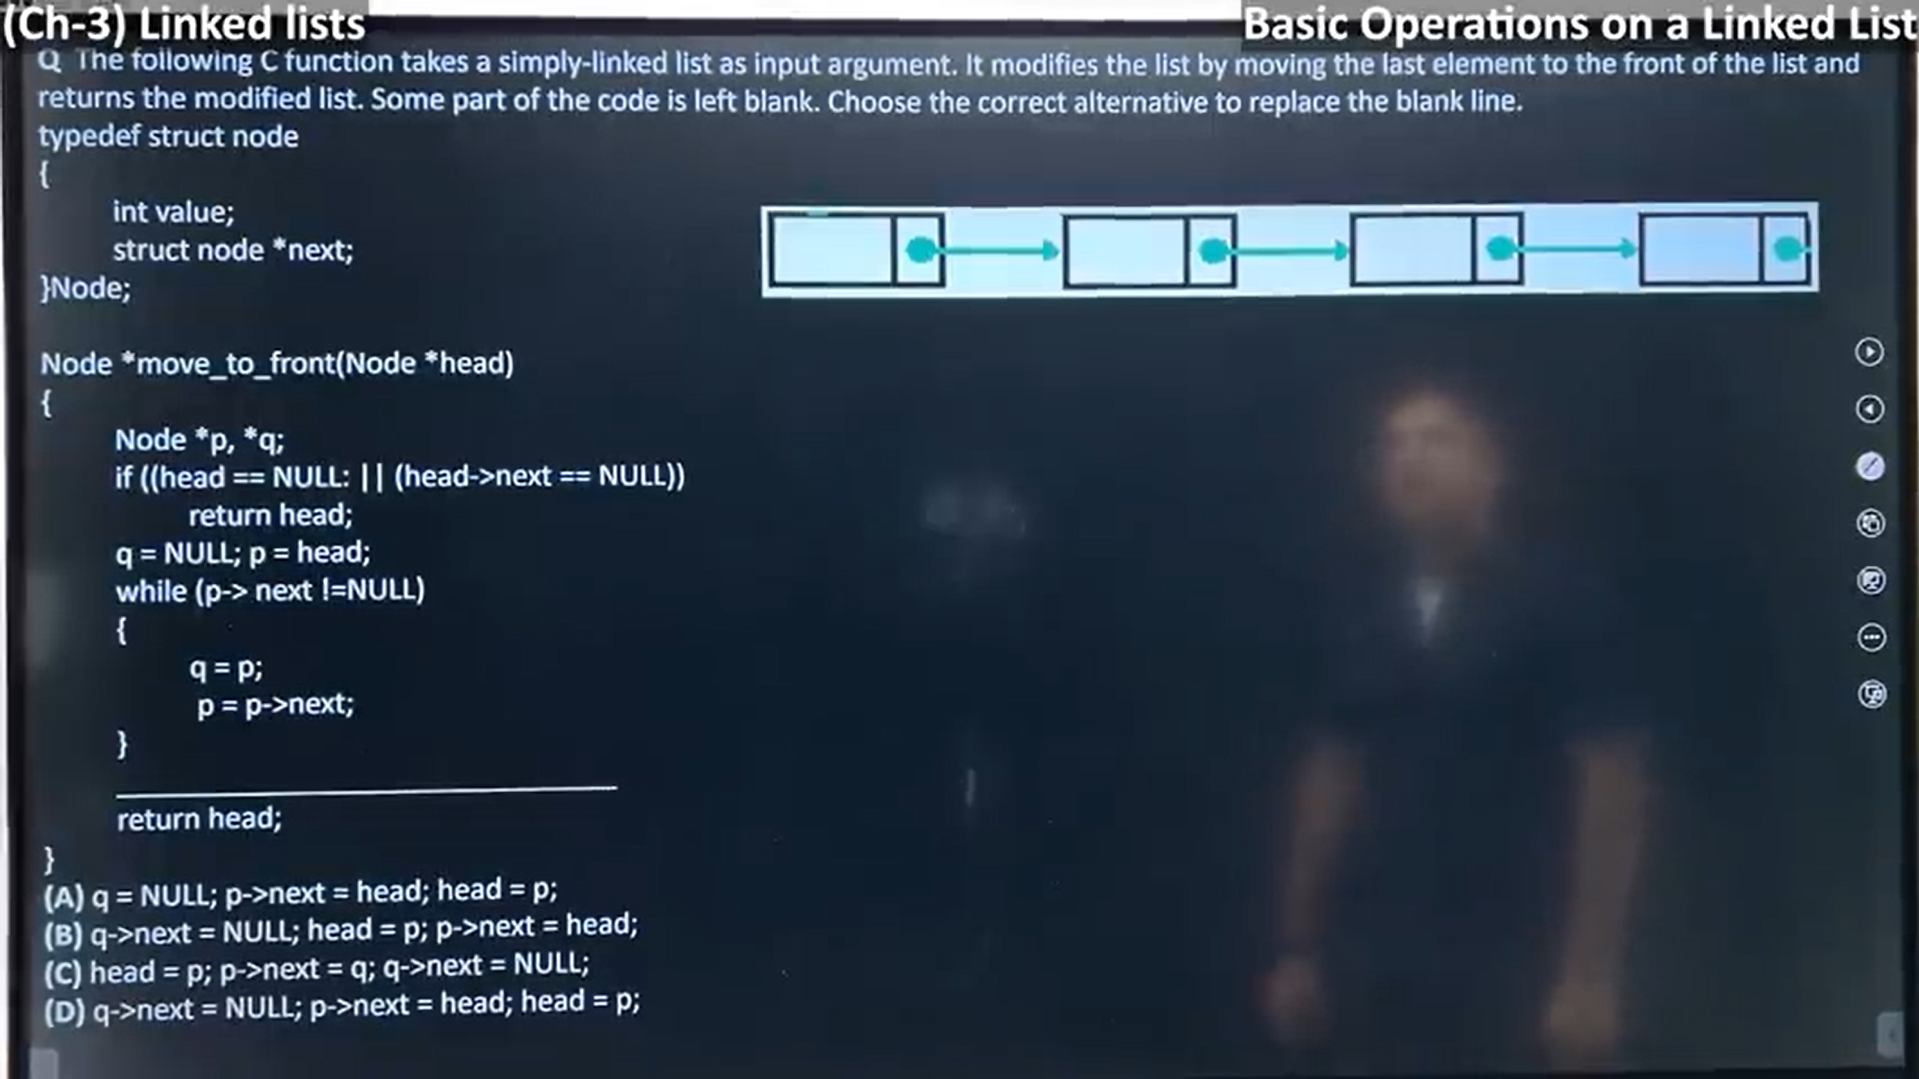 (Ch-3) Linked lists
Basic Operations on a Linked List
Q The following C function takes a simply-linked list as input argument. It modifies the list by moving the last element to the front of the list and
returns the modified list. Some part of the code is left blank. Choose the correct alternative to replace the blank line.
typedef struct node
{
int value;
struct node *next;
}Node;
Node *move_to_front(Node *head)
{
Node *p, *q;
if ((head == NULL: || (head->next == NULL))
return head;
q = NULL; p = head;
while (p-> next !=NULL)
{
q = p;
p = p->next;
}
return head;
}
(A) q = NULL; p->next = head; head = p;
(B) q->next = NULL; head = p; p->next = head;
(C) head = p; p->next = q; q->next = NULL;
(D) q->next = NULL; p->next = head; head = p;